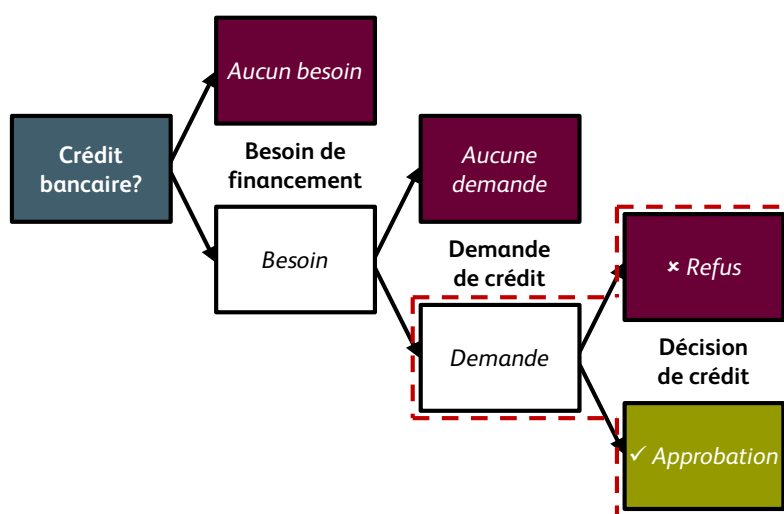 Aucun besoin
Crédit
bancaire?
Besoin de
financement
Aucune
demande
Besoin
Demande
de crédit
× Refus
Demande
Décision
de crédit
✓ Approbation